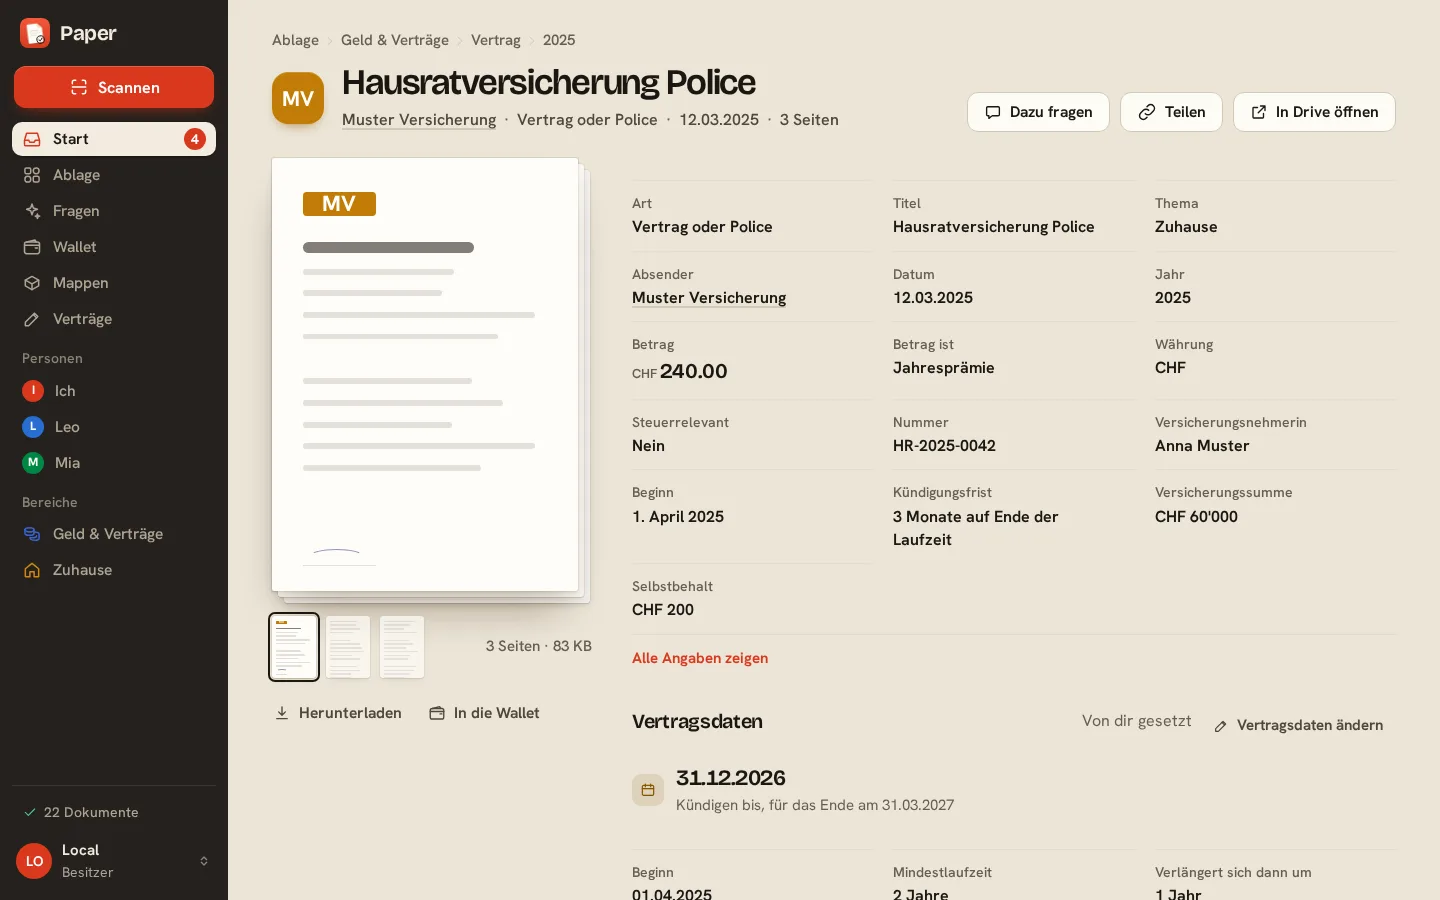 Paper
Scannen
Start
4
Ablage
Fragen
Wallet
Mappen
Verträge
Personen
I Ich
L Leo
M Mia
Bereiche
Geld & Verträge
Zuhause
22 Dokumente
LO
Local
Besitzer
Ablage Geld & Verträge Vertrag 2025
MV
Hausratversicherung Police
Muster Versicherung · Vertrag oder Police · 12.03.2025 · 3 Seiten
Dazu fragen
Teilen
In Drive öffnen
MV
3 Seiten · 83 KB
Herunterladen
In die Wallet
Art
Vertrag oder Police
Titel
Hausratversicherung Police
Thema
Zuhause
Absender
Muster Versicherung
Datum
12.03.2025
Jahr
2025
Betrag
CHF 240.00
Betrag ist
Jahresprämie
Währung
CHF
Steuerrelevant
Nein
Nummer
HR-2025-0042
Versicherungsnehmerin
Anna Muster
Beginn
1. April 2025
Kündigungsfrist
3 Monate auf Ende der
Laufzeit
Versicherungssumme
CHF 60'000
Selbstbehalt
CHF 200
Alle Angaben zeigen
Vertragsdaten
Von dir gesetzt
Vertragsdaten ändern
31.12.2026
Kündigen bis, für das Ende am 31.03.2027
Beginn
01.04.2025
Mindestlaufzeit
2 Jahre
Verlängert sich dann um
1 Jahr